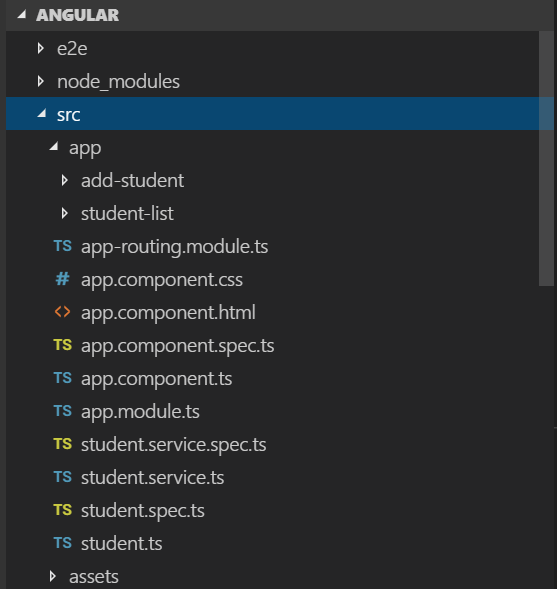 ANGULAR
e2e
node_modules
src
app
add-student
student-list
TS app-routing.module.ts
# app.component.css
<> app.component.html
TS app.component.spec.ts
TS app.component.ts
TS app.module.ts
TS student.service.spec.ts
TS student.service.ts
TS student.spec.ts
TS student.ts
assets